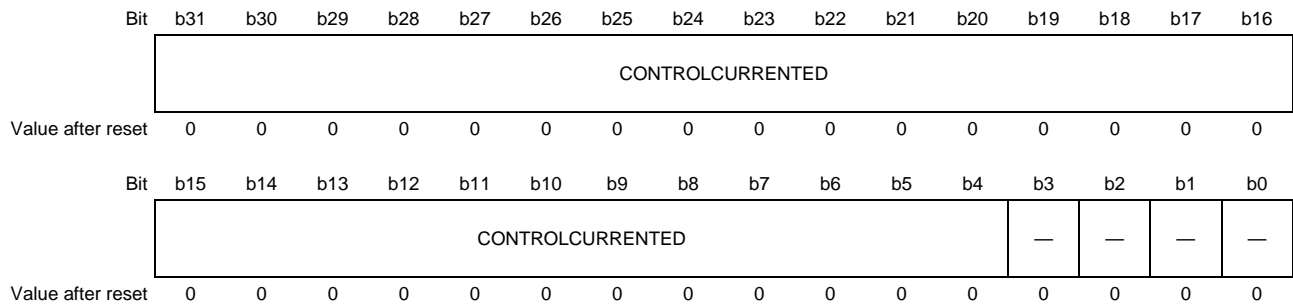 Bit b31 b30 b29 b28 b27 b26 b25 b24 b23 b22 b21 b20 b19 b18 b17 b16
CONTROLCURRENTED
Value after reset 0 0 0 0 0 0 0 0 0 0 0 0 0 0 0 0
Bit b15 b14 b13 b12 b11 b10 b9 b8 b7 b6 b5 b4 b3 b2 b1 b0
CONTROLCURRENTED — — — —
Value after reset 0 0 0 0 0 0 0 0 0 0 0 0 0 0 0 0